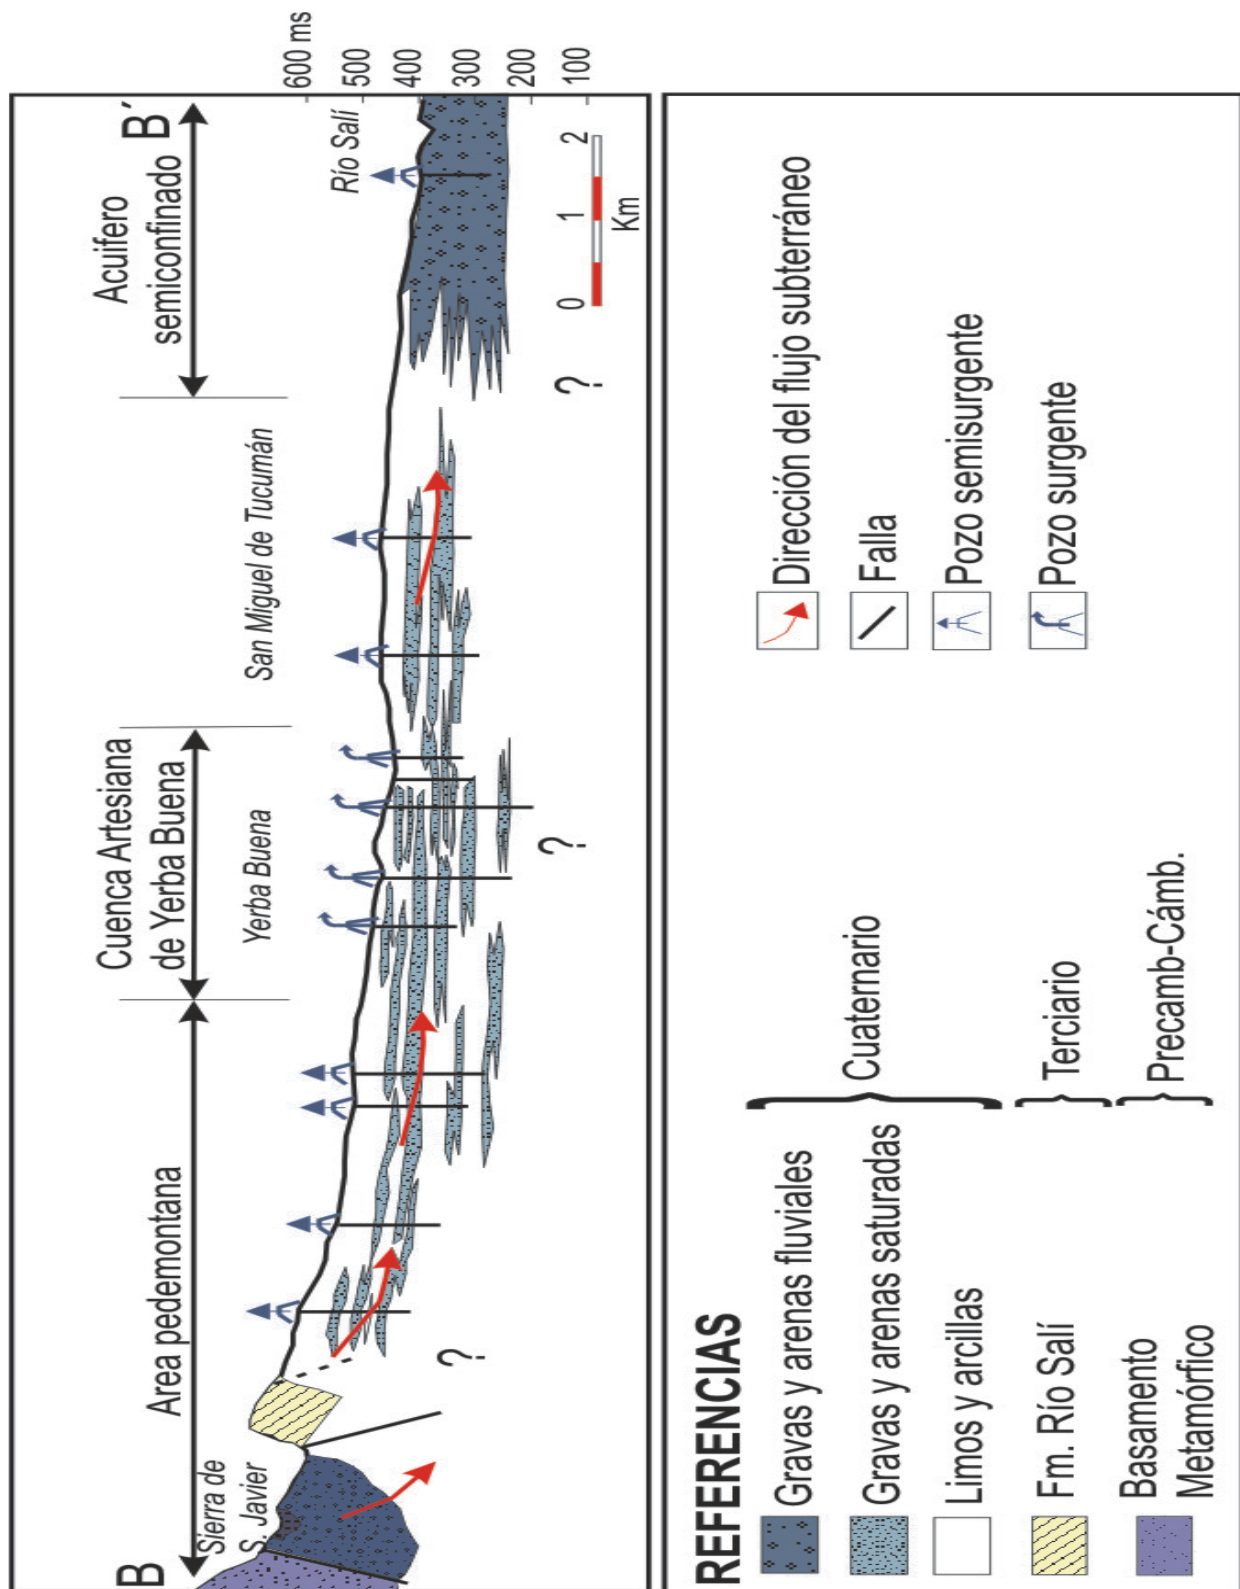 B
B´
Area pedemontana
Cuenca Artesiana
de Yerba Buena
Acuifero
semiconfinado
Sierra de
S. Javier
Yerba Buena
San Miguel de Tucumán
Río Salí
600 ms
500
400
300
200
100
?
?
?
0
1
2
Km
REFERENCIAS
Gravas y arenas fluviales
Gravas y arenas saturadas
Limos y arcillas
Cuaternario
Fm. Río Salí
Terciario
Basamento
Metamórfico
Precamb-Cámb.
Dirección del flujo subterráneo
Falla
Pozo semisurgente
Pozo surgente